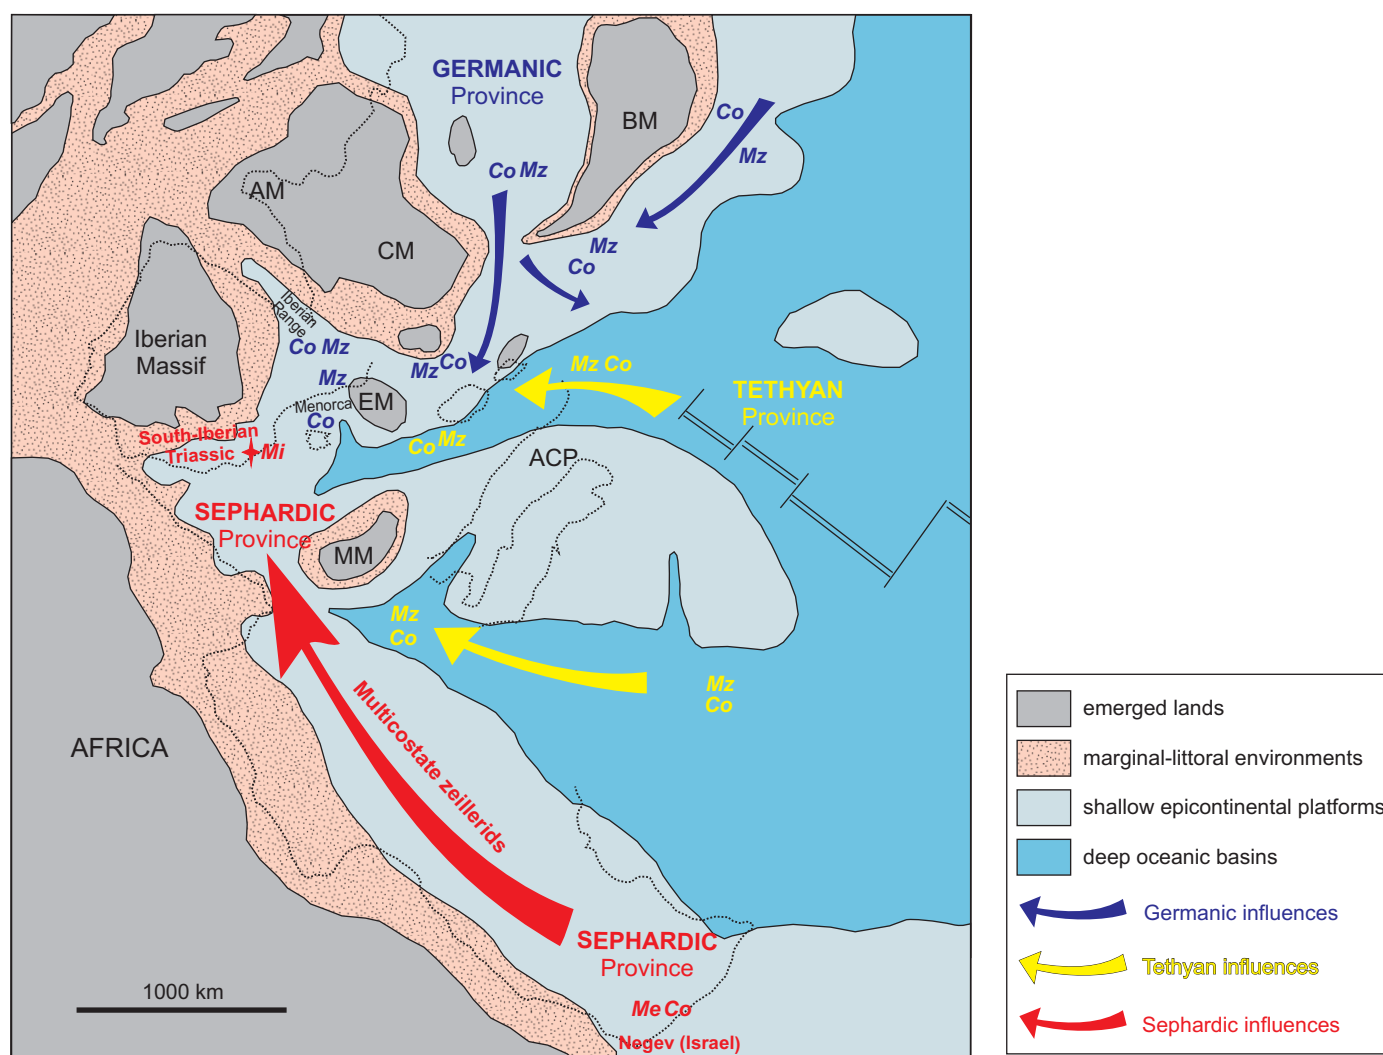 GERMANIC
Province
BM
Co
Mz
Co Mz
AM
CM
Mz
Co
Iberian
Range
Iberian
Massif
Co Mz
Mz
Mz Co
Mz Co
TETHYAN
Province
Menorca
EM
Co
Co Mz
South-Iberian
Triassic
Mi
ACP
SEPHARDIC
Province
MM
Mz
Co
Mz
Co
Multicostate zeillerids
AFRICA
SEPHARDIC
Province
Me Co
Negev (Israel)
1000 km
emerged lands
marginal-littoral environments
shallow epicontinental platforms
deep oceanic basins
Germanic influences
Tethyan influences
Sephardic influences